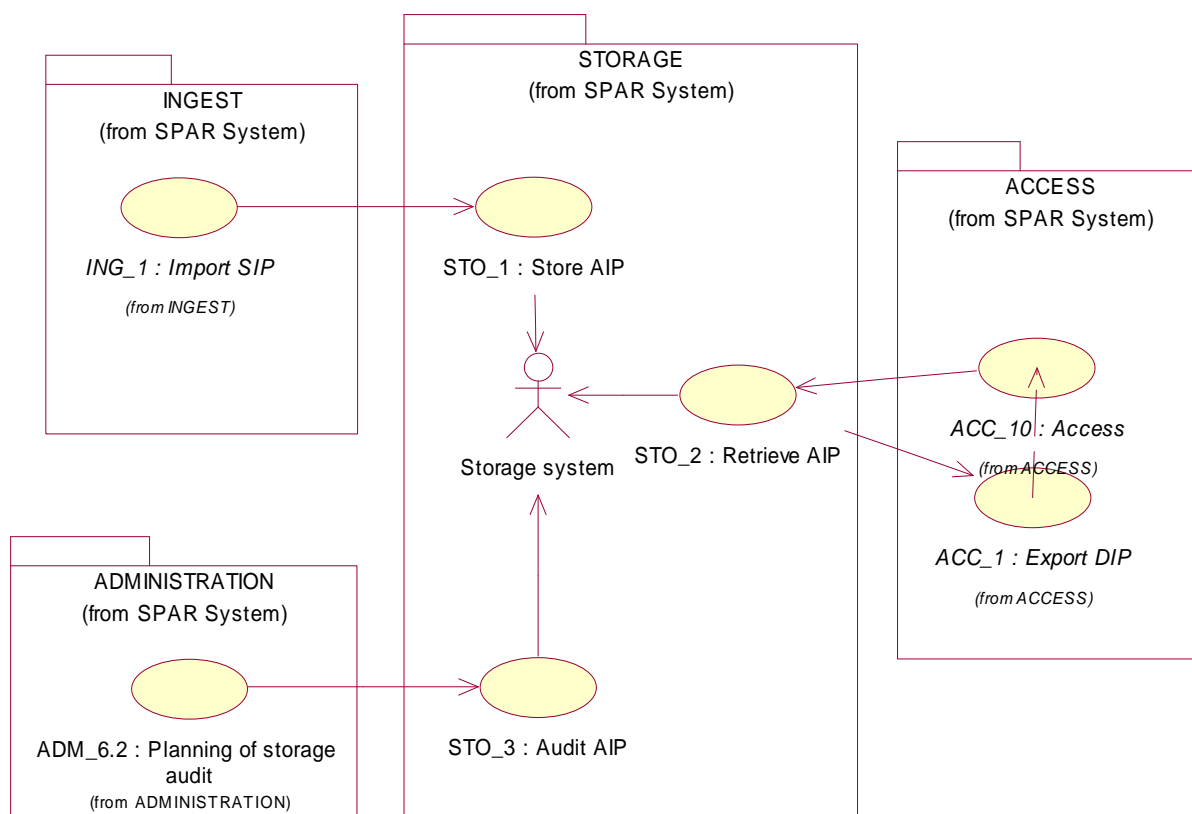 INGEST
(from SPAR System)
ING_1 : Import SIP
(from INGEST)
STORAGE
(from SPAR System)
STO_1 : Store AIP
Storage system
STO_2 : Retrieve AIP
STO_3 : Audit AIP
ACCESS
(from SPAR System)
ACC_10 : Access
(from ACCESS)
ACC_1 : Export DIP
(from ACCESS)
ADMINISTRATION
(from SPAR System)
ADM_6.2 : Planning of storage
audit
(from ADMINISTRATION)